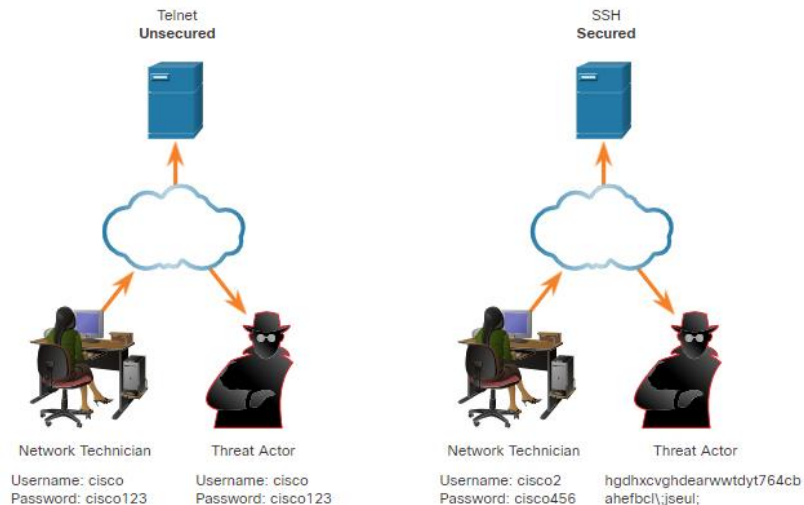 Telnet
Unsecured
SSH
Secured
Network Technician
Threat Actor
Username: cisco
Password: cisco123
Username: cisco
Password: cisco123
Network Technician
Threat Actor
Username: cisco2
Password: cisco456
hgdhxcvghdearwwtdyt764cb
ahefbcl\;jseul;